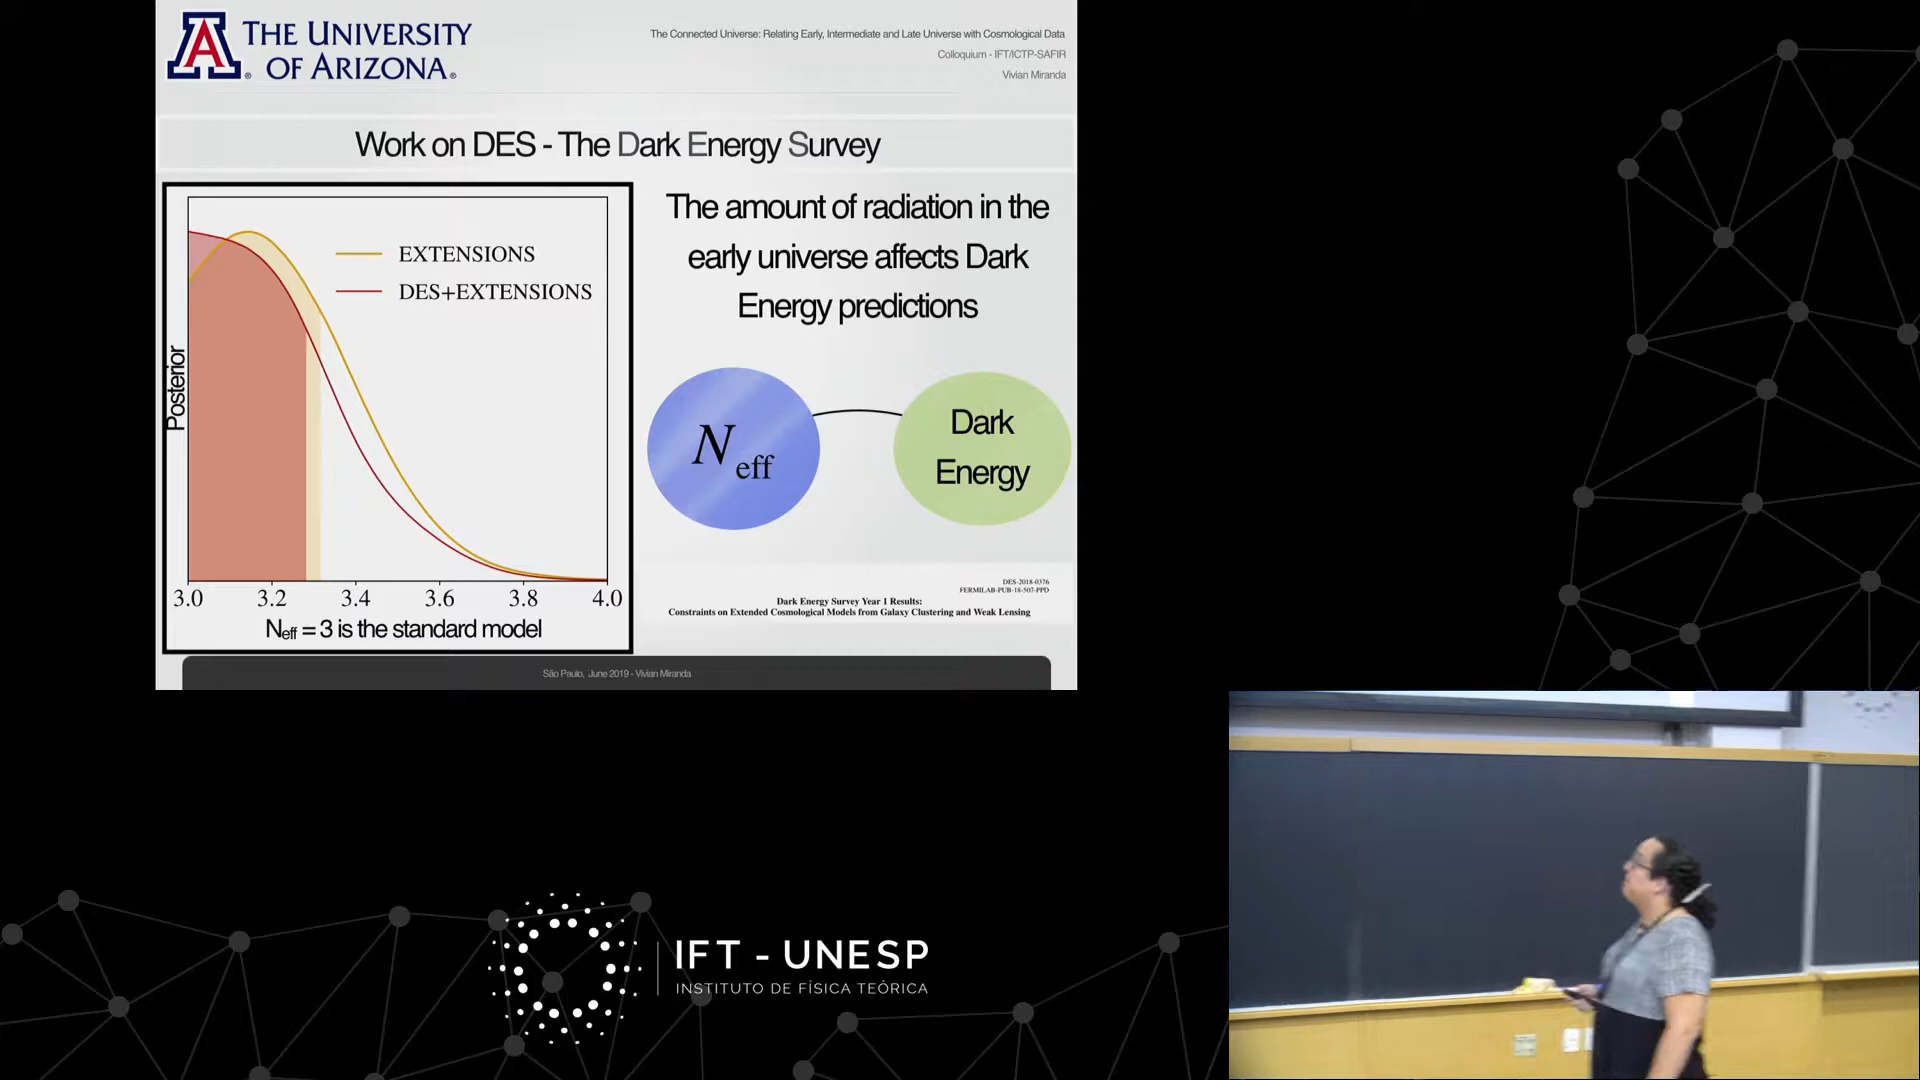 THE UNIVERSITY
OF ARIZONA
The Connected Universe: Relating Early, Intermediate and Late Universe with Cosmological Data
Colloquium - IFT/ICTP-SAFIR
Vivian Miranda
Work on DES - The Dark Energy Survey
EXTENSIONS
DES+EXTENSIONS
Posterior
3.0 3.2 3.4 3.6 3.8 4.0
Neff = 3 is the standard model
The amount of radiation in the
early universe affects Dark
Energy predictions
Neff
Dark
Energy
DES-2018-0376
FERMILAB-PUB-18-507-PPD
Dark Energy Survey Year 1 Results:
Constraints on Extended Cosmological Models from Galaxy Clustering and Weak Lensing
São Paulo, June 2019 - Vivian Miranda
IFT - UNESP
INSTITUTO DE FÍSICA TEÓRICA